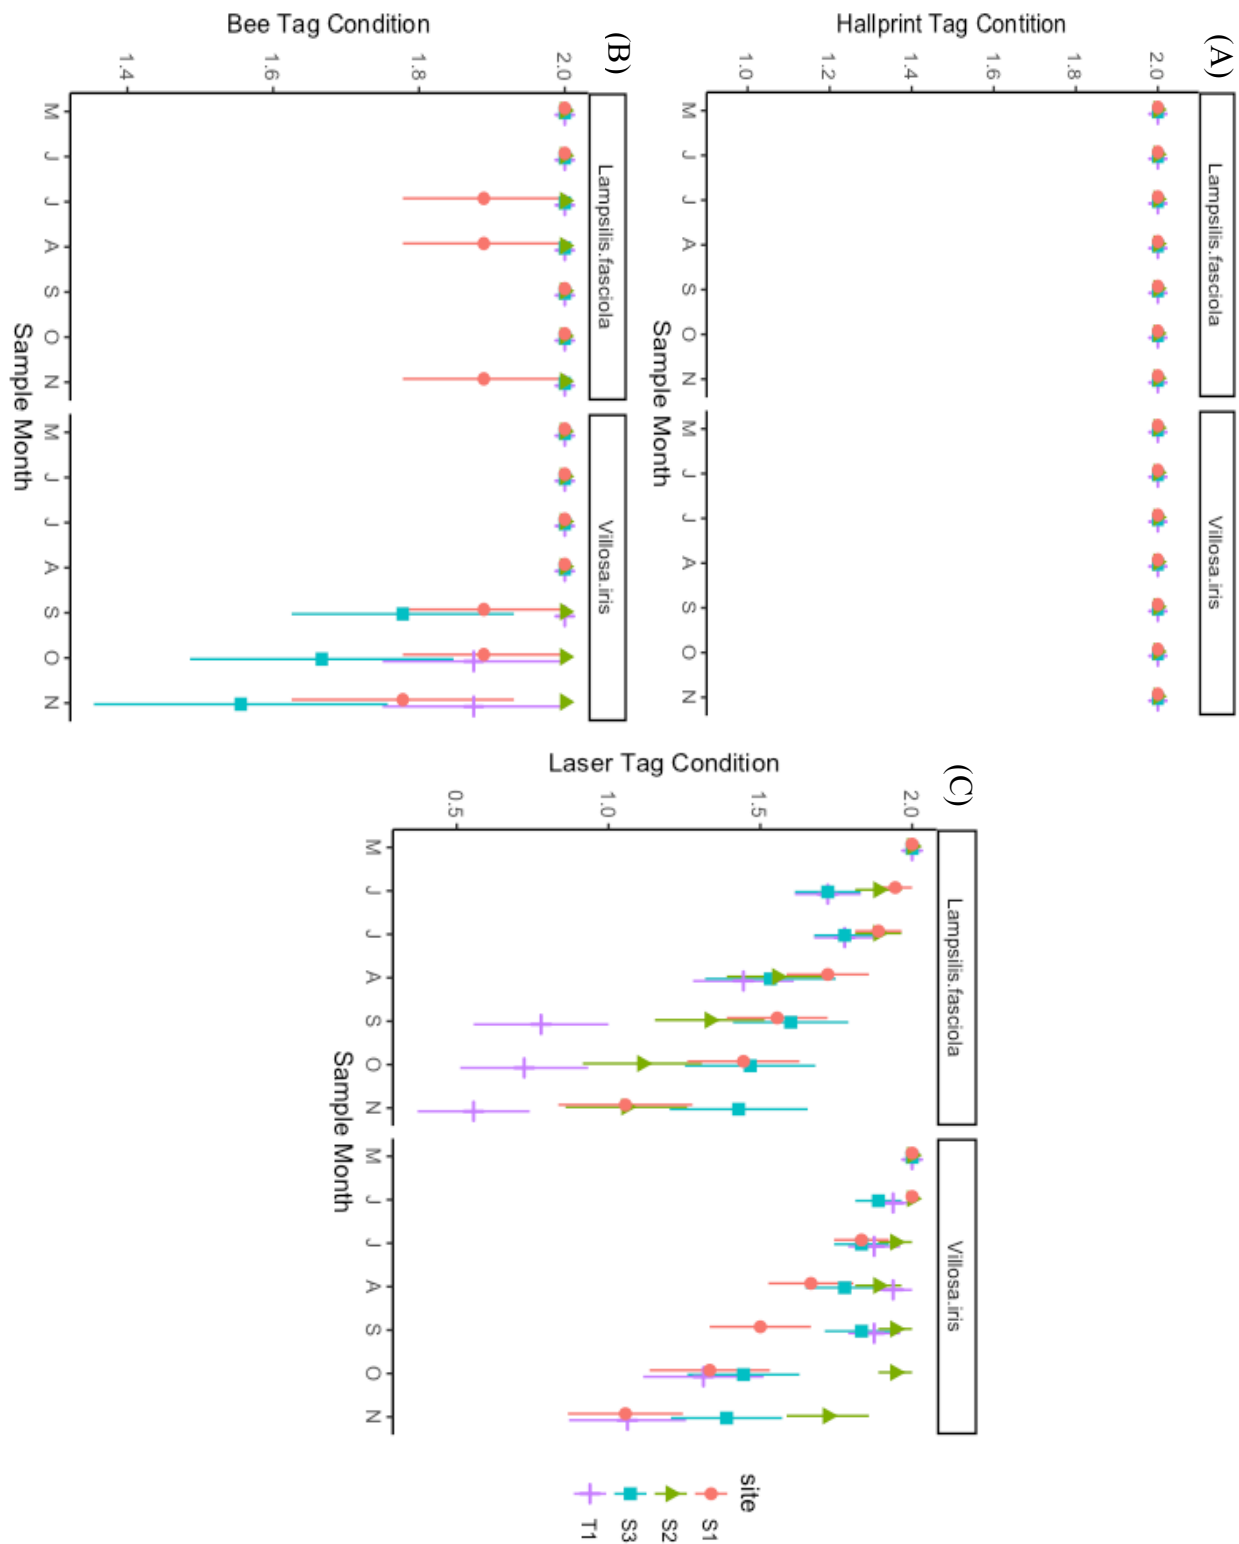 (A)
Hallprint Tag Contition
2.0
1.8
1.6
1.4
1.2
1.0
Lampsilis.fasciola
Villosa.iris
M J J A S O N
M J J A S O N
Sample Month
(B)
Bee Tag Condition
2.0
1.8
1.6
1.4
Lampsilis.fasciola
Villosa.iris
M J J A S O N
M J J A S O N
Sample Month
(C)
Laser Tag Condition
2.0
1.5
1.0
0.5
Lampsilis.fasciola
Villosa.iris
M J J A S O N
M J J A S O N
Sample Month
site
S1
S2
S3
T1